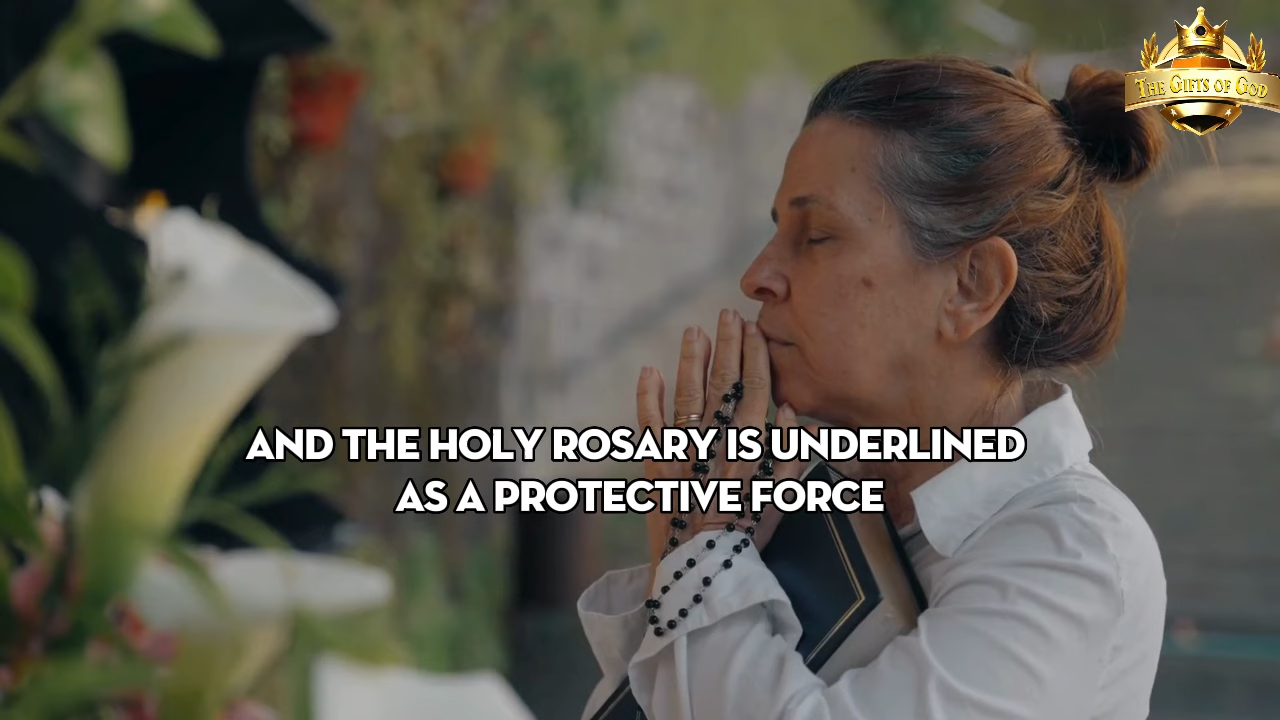 The Gifts of God
AND THE HOLY ROSARY IS UNDERLINED
AS A PROTECTIVE FORCE